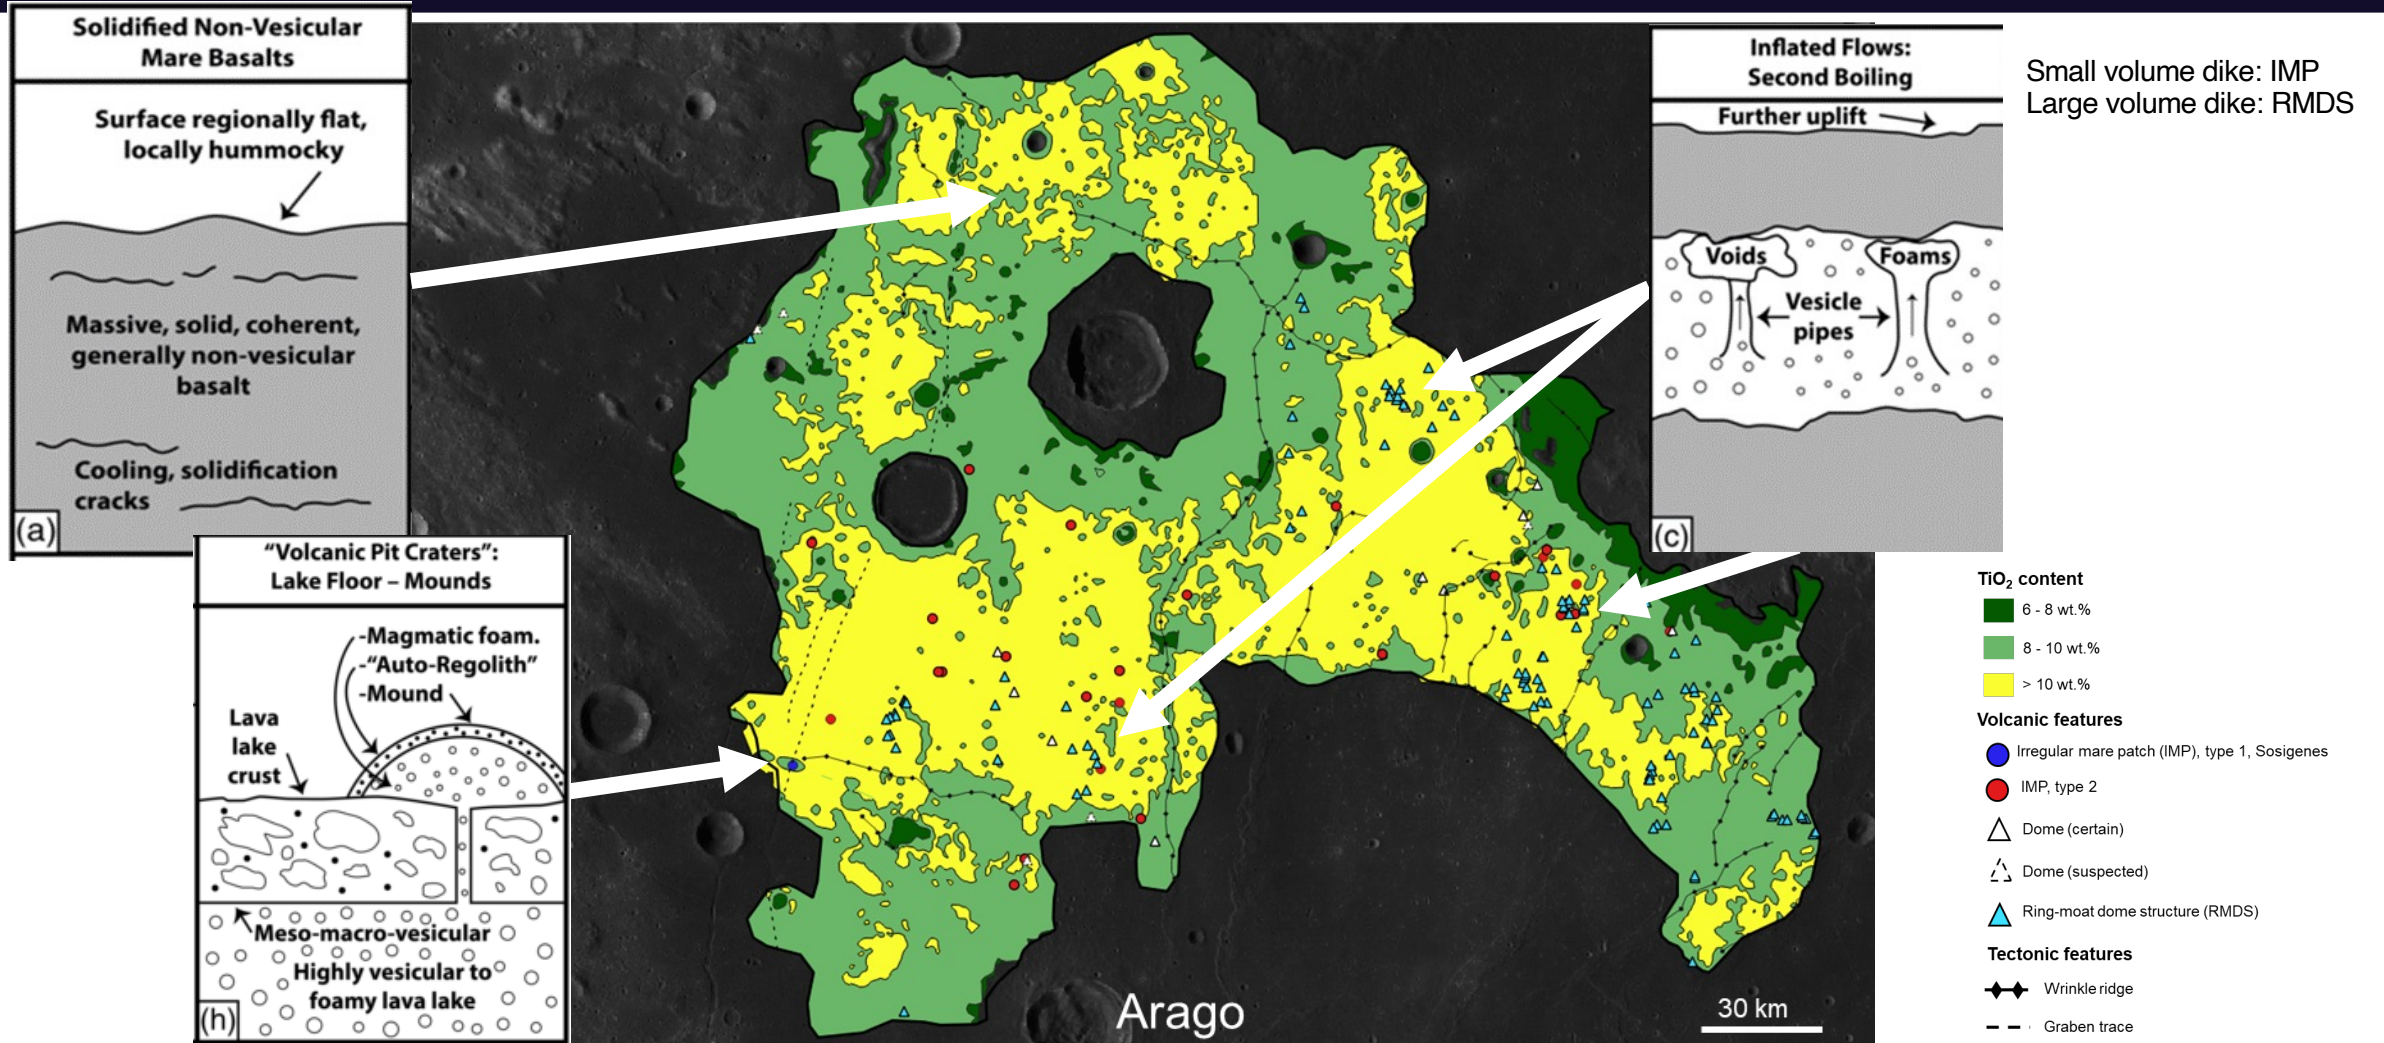 Solidified Non-Vesicular
Mare Basalts
Surface regionally flat,
locally hummocky
Massive, solid, coherent,
generally non-vesicular
basalt
Cooling, solidification
cracks
(a)
"Volcanic Pit Craters":
Lake Floor – Mounds
-Magmatic foam.
-"Auto-Regolith"
-Mound
Lava
lake
crust
Meso-macro-vesicular
Highly vesicular to
foamy lava lake
(h)
Arago
30 km
Inflated Flows:
Second Boiling
Further uplift
Voids
Foams
Vesicle
pipes
(c)
Small volume dike: IMP
Large volume dike: RMDS
TiO₂ content
6 - 8 wt.%
8 - 10 wt.%
> 10 wt.%
Volcanic features
Irregular mare patch (IMP), type 1, Sosigenes
IMP, type 2
Dome (certain)
Dome (suspected)
Ring-moat dome structure (RMDS)
Tectonic features
Wrinkle ridge
Graben trace